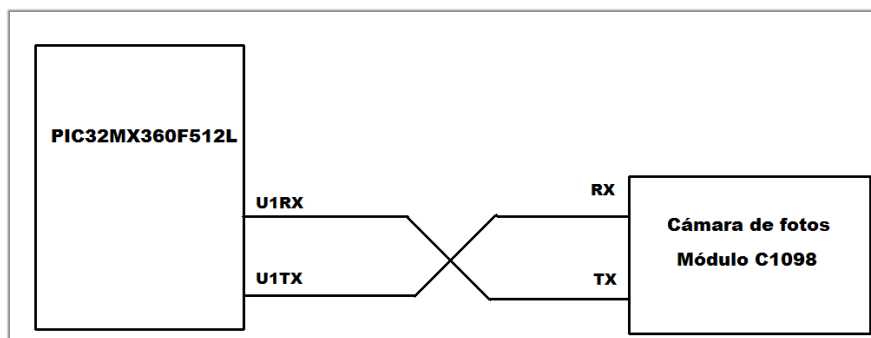 PIC32MX360F512L
U1RX
RX
U1TX
TX
Cámara de fotos
Módulo C1098